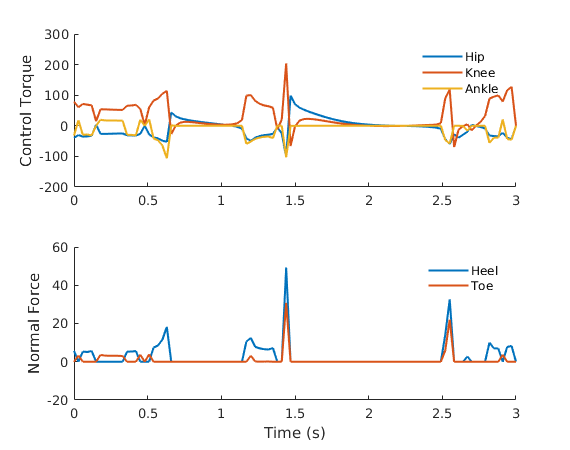 300
200
100
0
-100
-200
Control Torque
Hip
Knee
Ankle
0 0.5 1 1.5 2 2.5 3
60
40
20
0
-20
Normal Force
Heel
Toe
0 0.5 1 1.5 2 2.5 3
Time (s)